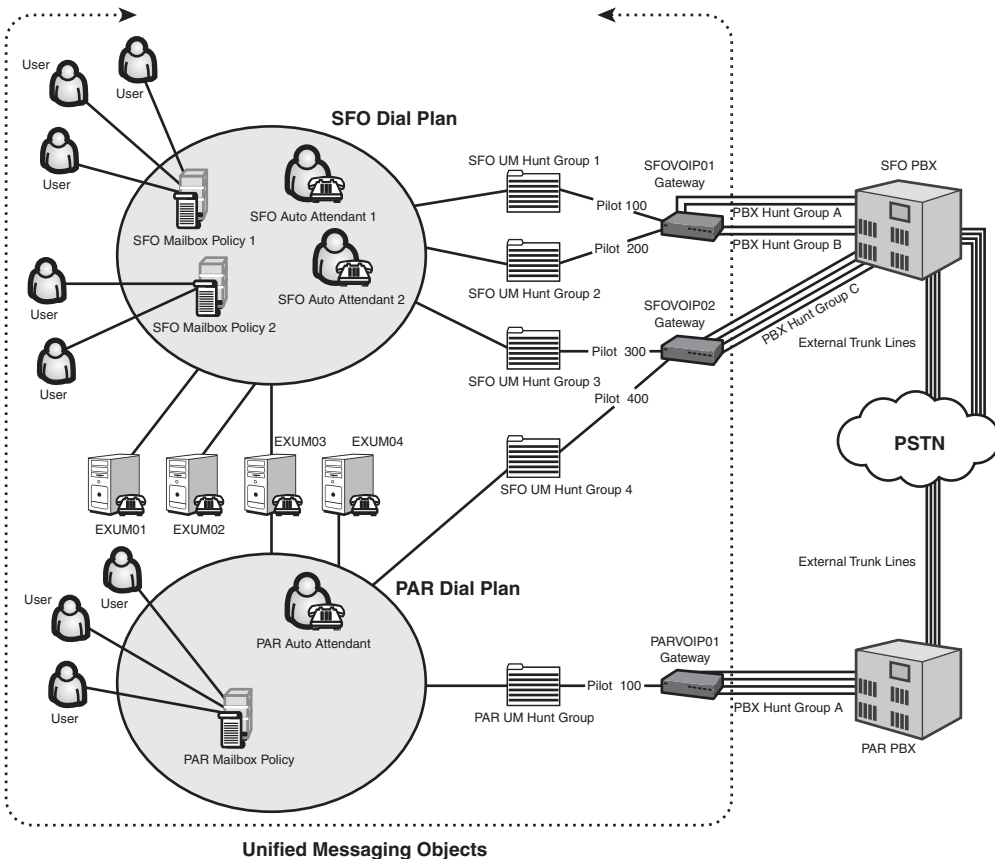 User
User
User
User
User
SFO Dial Plan
SFO Auto Attendant 1
SFO Mailbox Policy 1
SFO Auto Attendant 2
SFO Mailbox Policy 2
SFO UM Hunt Group 1
Pilot 100
SFO UM Hunt Group 2
Pilot 200
SFO UM Hunt Group 3
Pilot 300
Pilot 400
SFO UM Hunt Group 4
SFOVOIP01
Gateway
PBX Hunt Group A
PBX Hunt Group B
SFOVOIP02
Gateway
PBX Hunt Group C
SFO PBX
External Trunk Lines
PSTN
External Trunk Lines
EXUM01
EXUM02
EXUM03
EXUM04
User
User
User
PAR Dial Plan
PAR Auto Attendant
PAR Mailbox Policy
PAR UM Hunt Group
Pilot 100
PARVOIP01
Gateway
PBX Hunt Group A
PAR PBX
Unified Messaging Objects